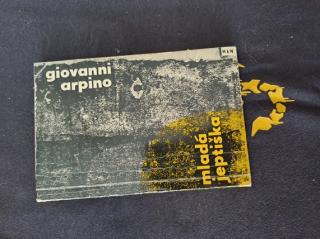 giovanni
arpino
mladá
jeptiška